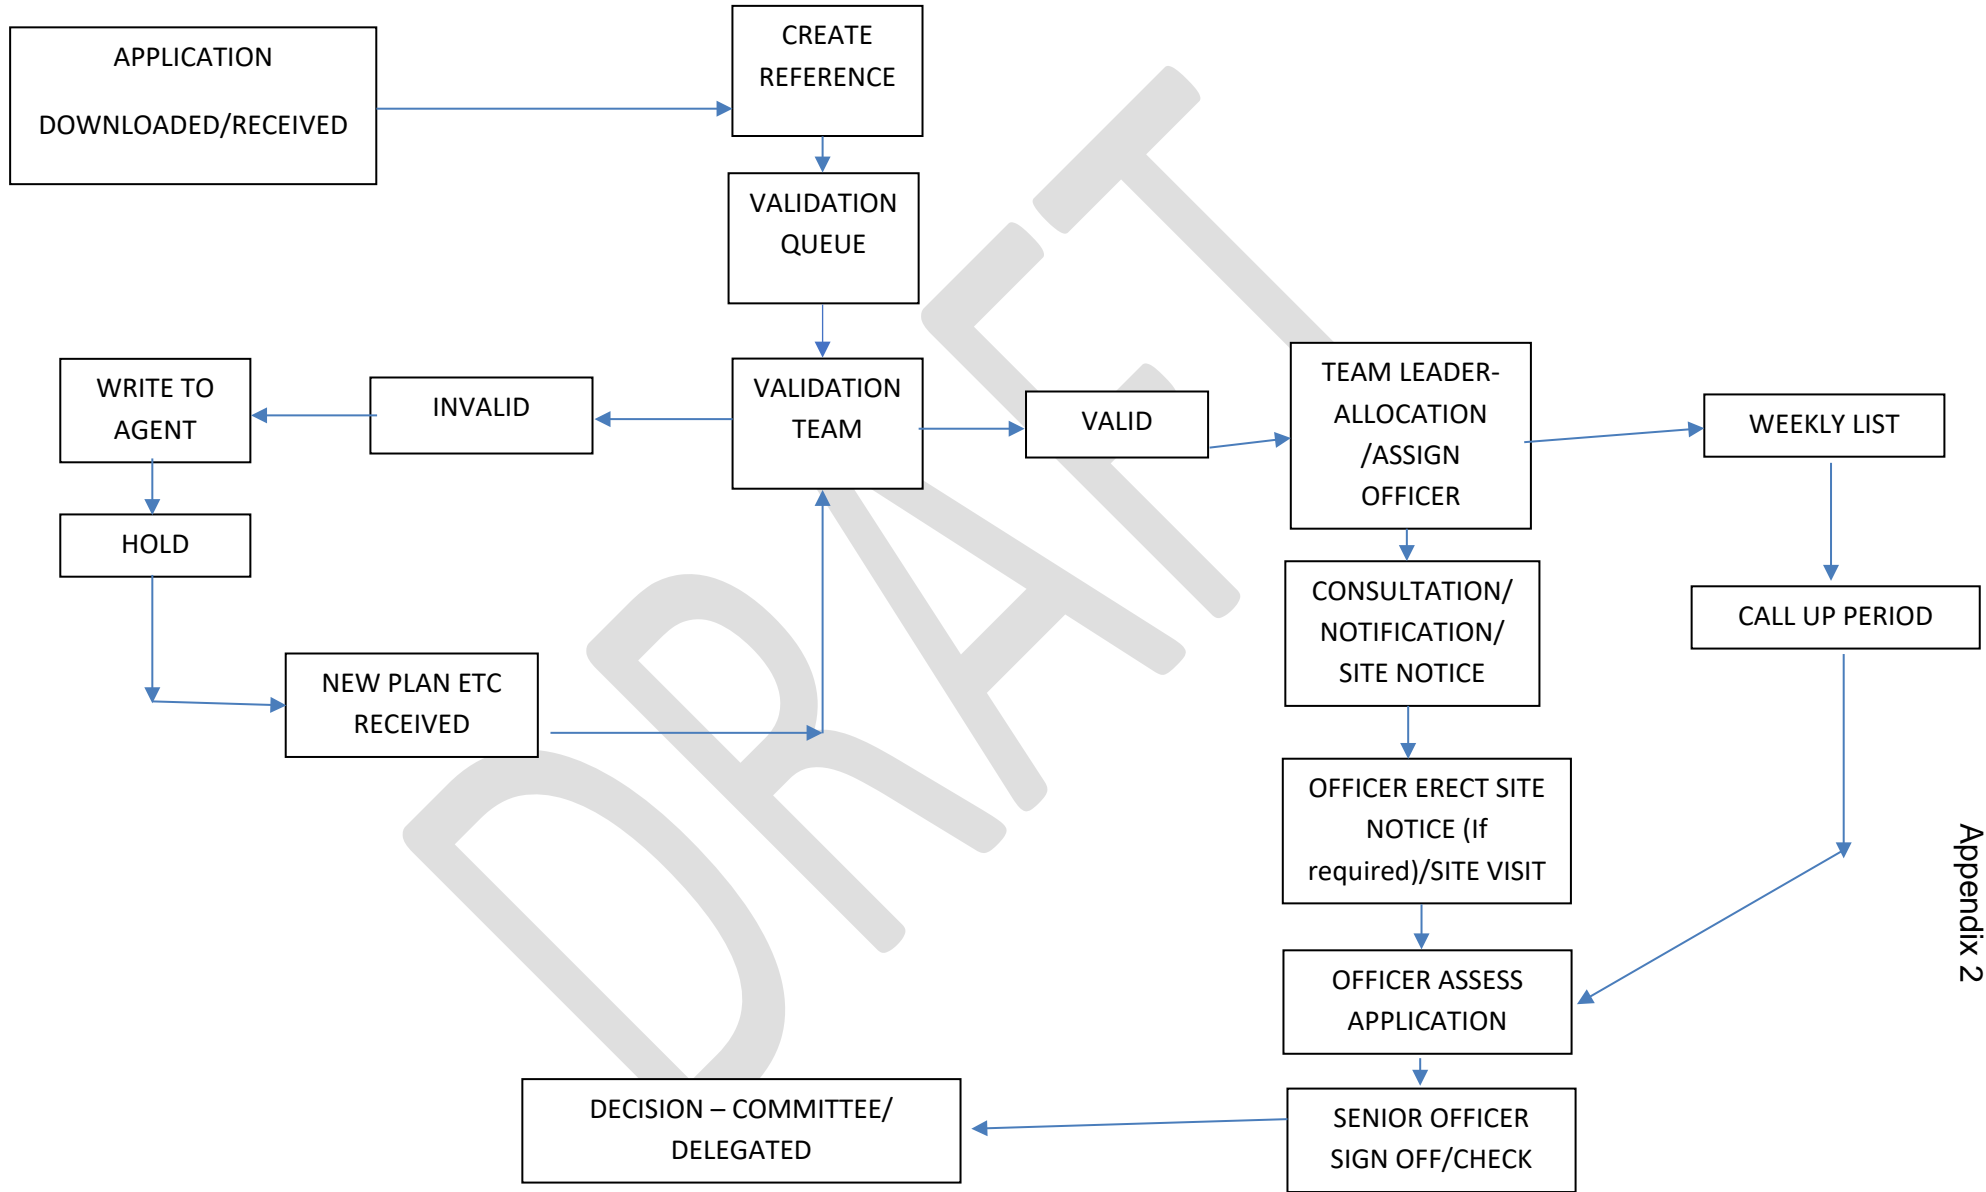 APPLICATION
DOWNLOADED/RECEIVED
CREATE
REFERENCE
VALIDATION
QUEUE
WRITE TO
AGENT
INVALID
VALIDATION
TEAM
VALID
TEAM LEADER-
ALLOCATION
/ASSIGN
OFFICER
WEEKLY LIST
HOLD
CONSULTATION/
NOTIFICATION/
SITE NOTICE
CALL UP PERIOD
NEW PLAN ETC
RECEIVED
OFFICER ERECT SITE
NOTICE (If
required)/SITE VISIT
OFFICER ASSESS
APPLICATION
DECISION – COMMITTEE/
DELEGATED
SENIOR OFFICER
SIGN OFF/CHECK
Appendix 2
DRAFT